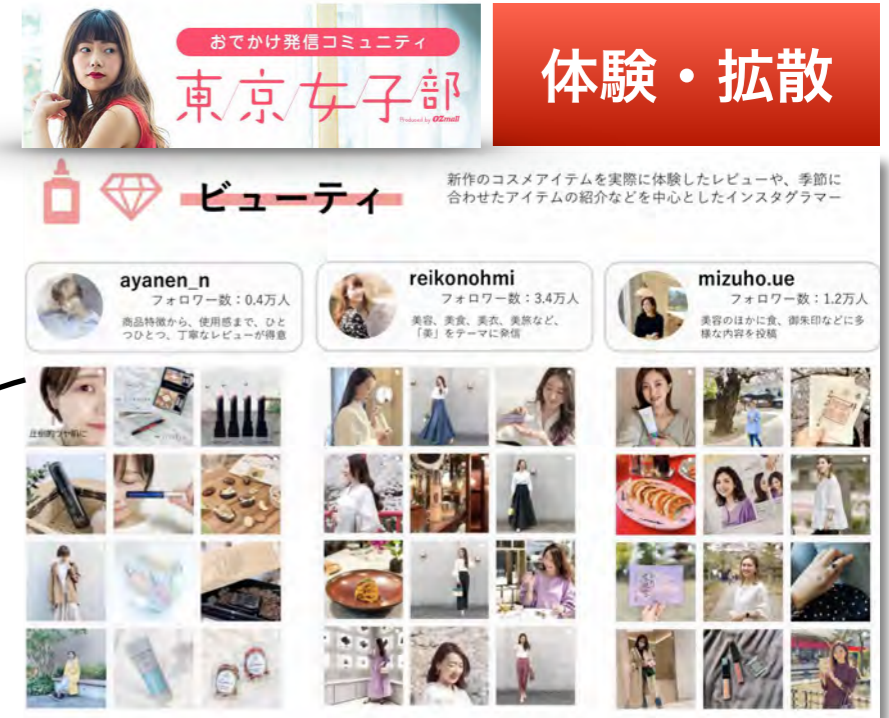 おでかけ発信コミュニティ
東京女子部
Produced by OZmall
体験・拡散
ビューティ
新作のコスメアイテムを実際に体験したレビューや、季節に
合わせたアイテムの紹介などを中心としたインスタグラマー
ayanen_n
フォロワー数：0.4万人
商品特徴から、使用感まで、ひと
つひとつ、丁寧なレビューが得意
reikonohmi
フォロワー数：3.4万人
美容、美食、美衣、美旅など、
「美」をテーマに発信
mizuho.ue
フォロワー数：1.2万人
美容のほかに食、御朱印などに多
様な内容を投稿
圧倒的ツヤ肌に